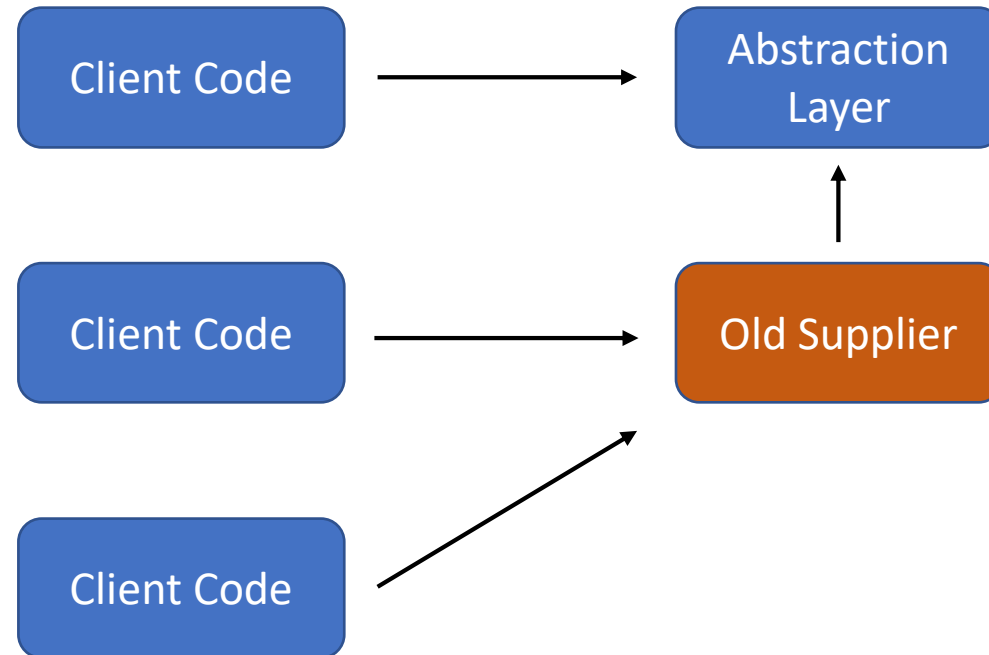 Client Code
Abstraction
Layer
Client Code
Old Supplier
Client Code